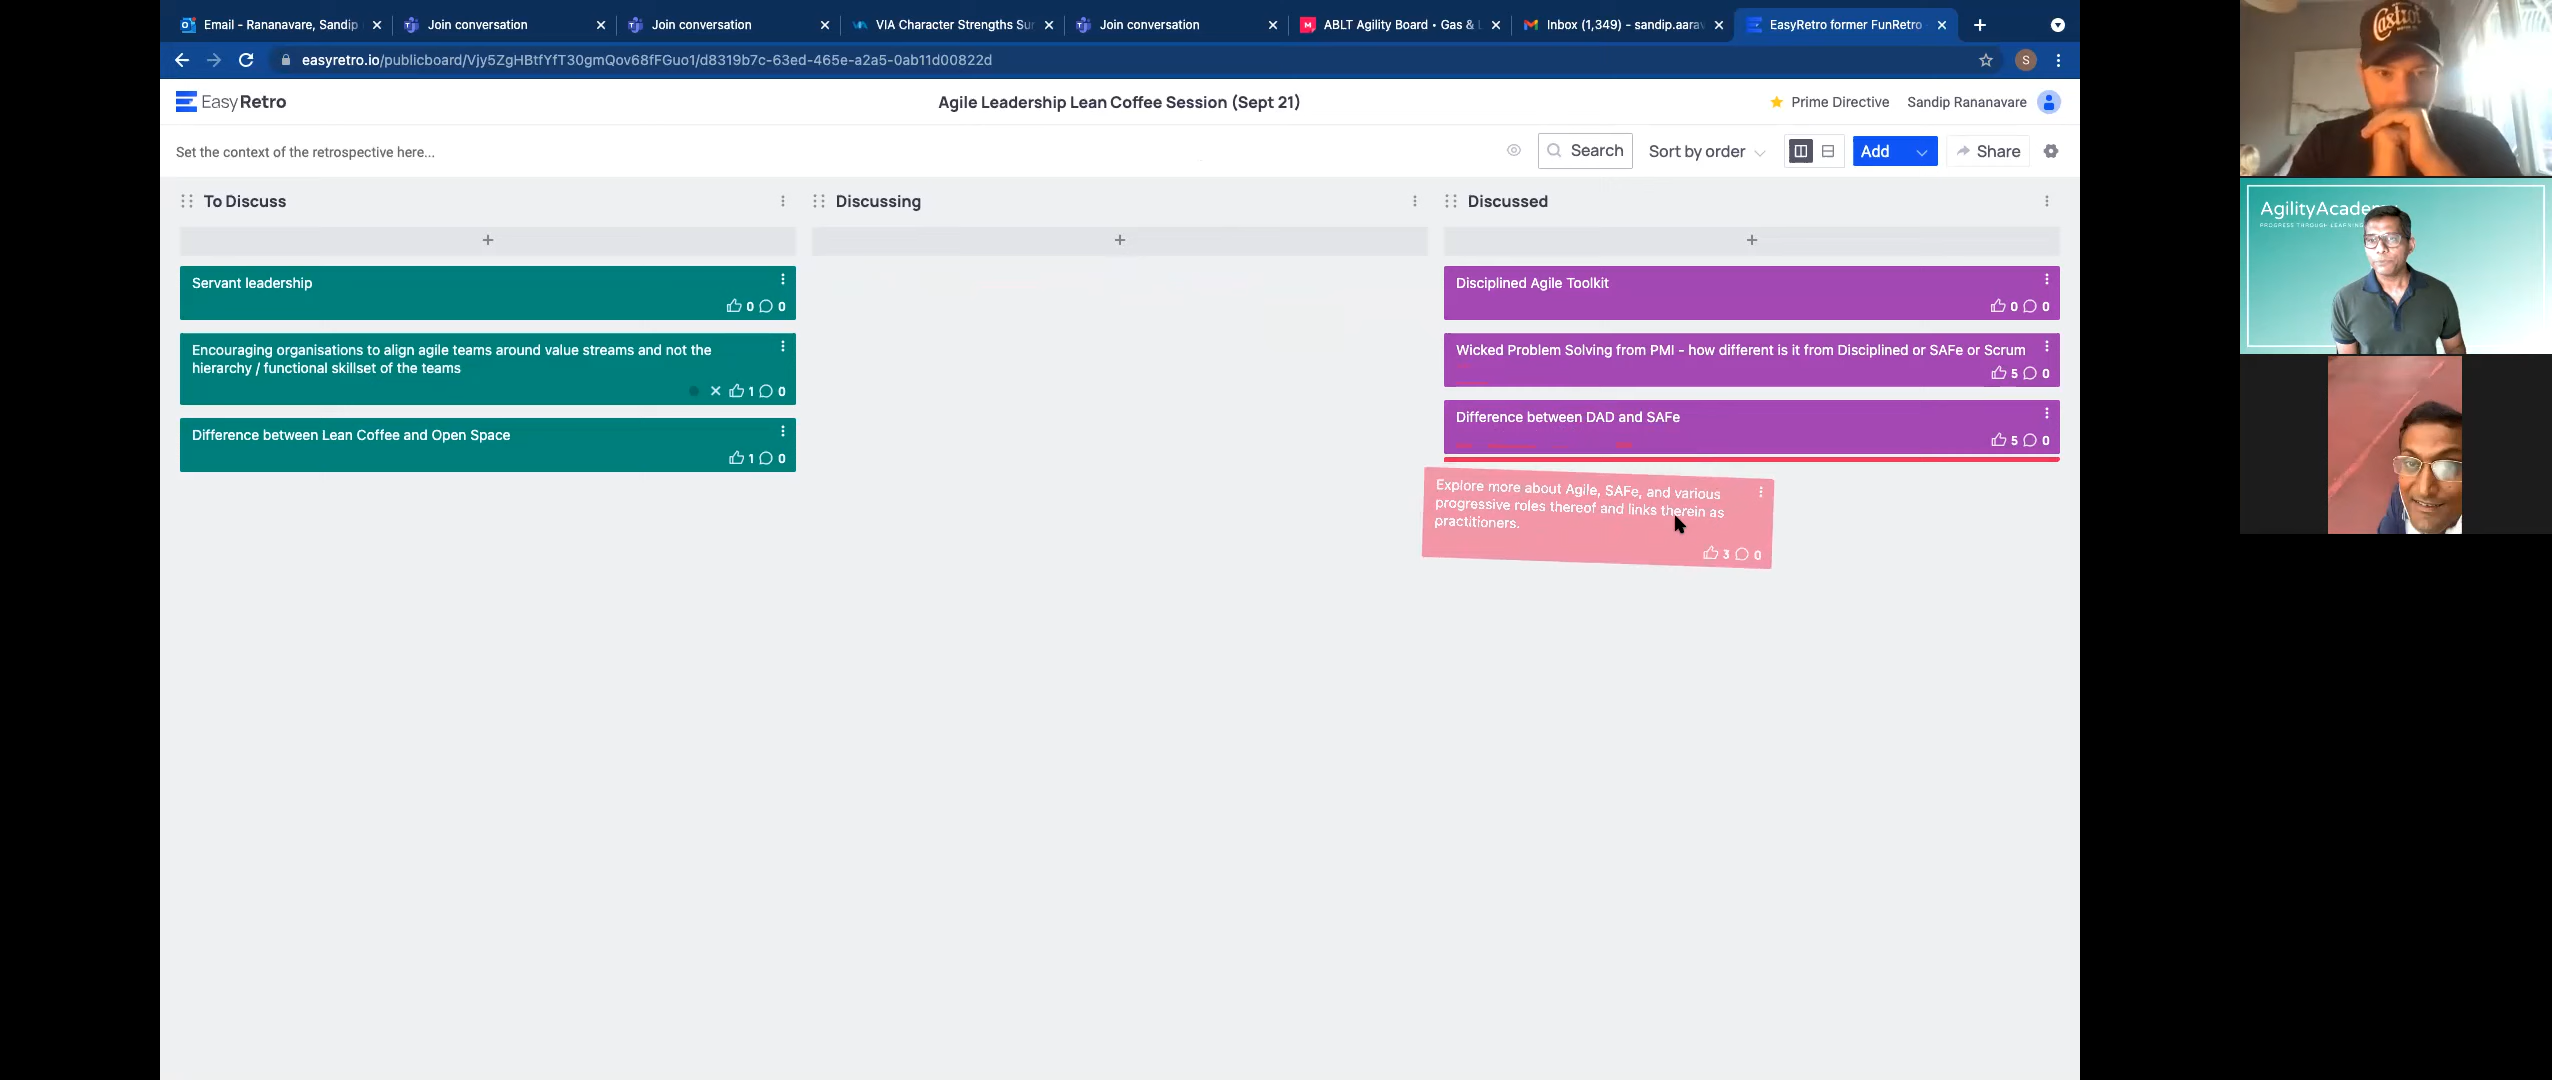 Email - Rananavare, Sandip
Join conversation
Join conversation
VIA Character Strengths Sur
Join conversation
ABLT Agility Board • Gas & L
Inbox (1,349) - sandip.aarav
EasyRetro former FunRetro
easyretro.io/publicboard/Vjy5ZgHBtfYfT30gmQov68fFGuo1/d8319b7c-63ed-465e-a2a5-0ab11d00822d
S
EasyRetro
Agile Leadership Lean Coffee Session (Sept 21)
Prime Directive
Sandip Rananavare
Set the context of the retrospective here...
Search
Sort by order
Add
Share
To Discuss
+
Servant leadership
0 0
Encouraging organisations to align agile teams around value streams and not the
hierarchy / functional skillset of the teams
1 0
Difference between Lean Coffee and Open Space
1 0
Discussing
+
Discussed
+
Disciplined Agile Toolkit
0 0
Wicked Problem Solving from PMI - how different is it from Disciplined or SAFe or Scrum
5 0
Difference between DAD and SAFe
5 0
Explore more about Agile, SAFe, and various
progressive roles thereof and links therein as
practitioners.
3 0
Castrol
AgilityAcade
PROGRESS THROUGH LEARNING